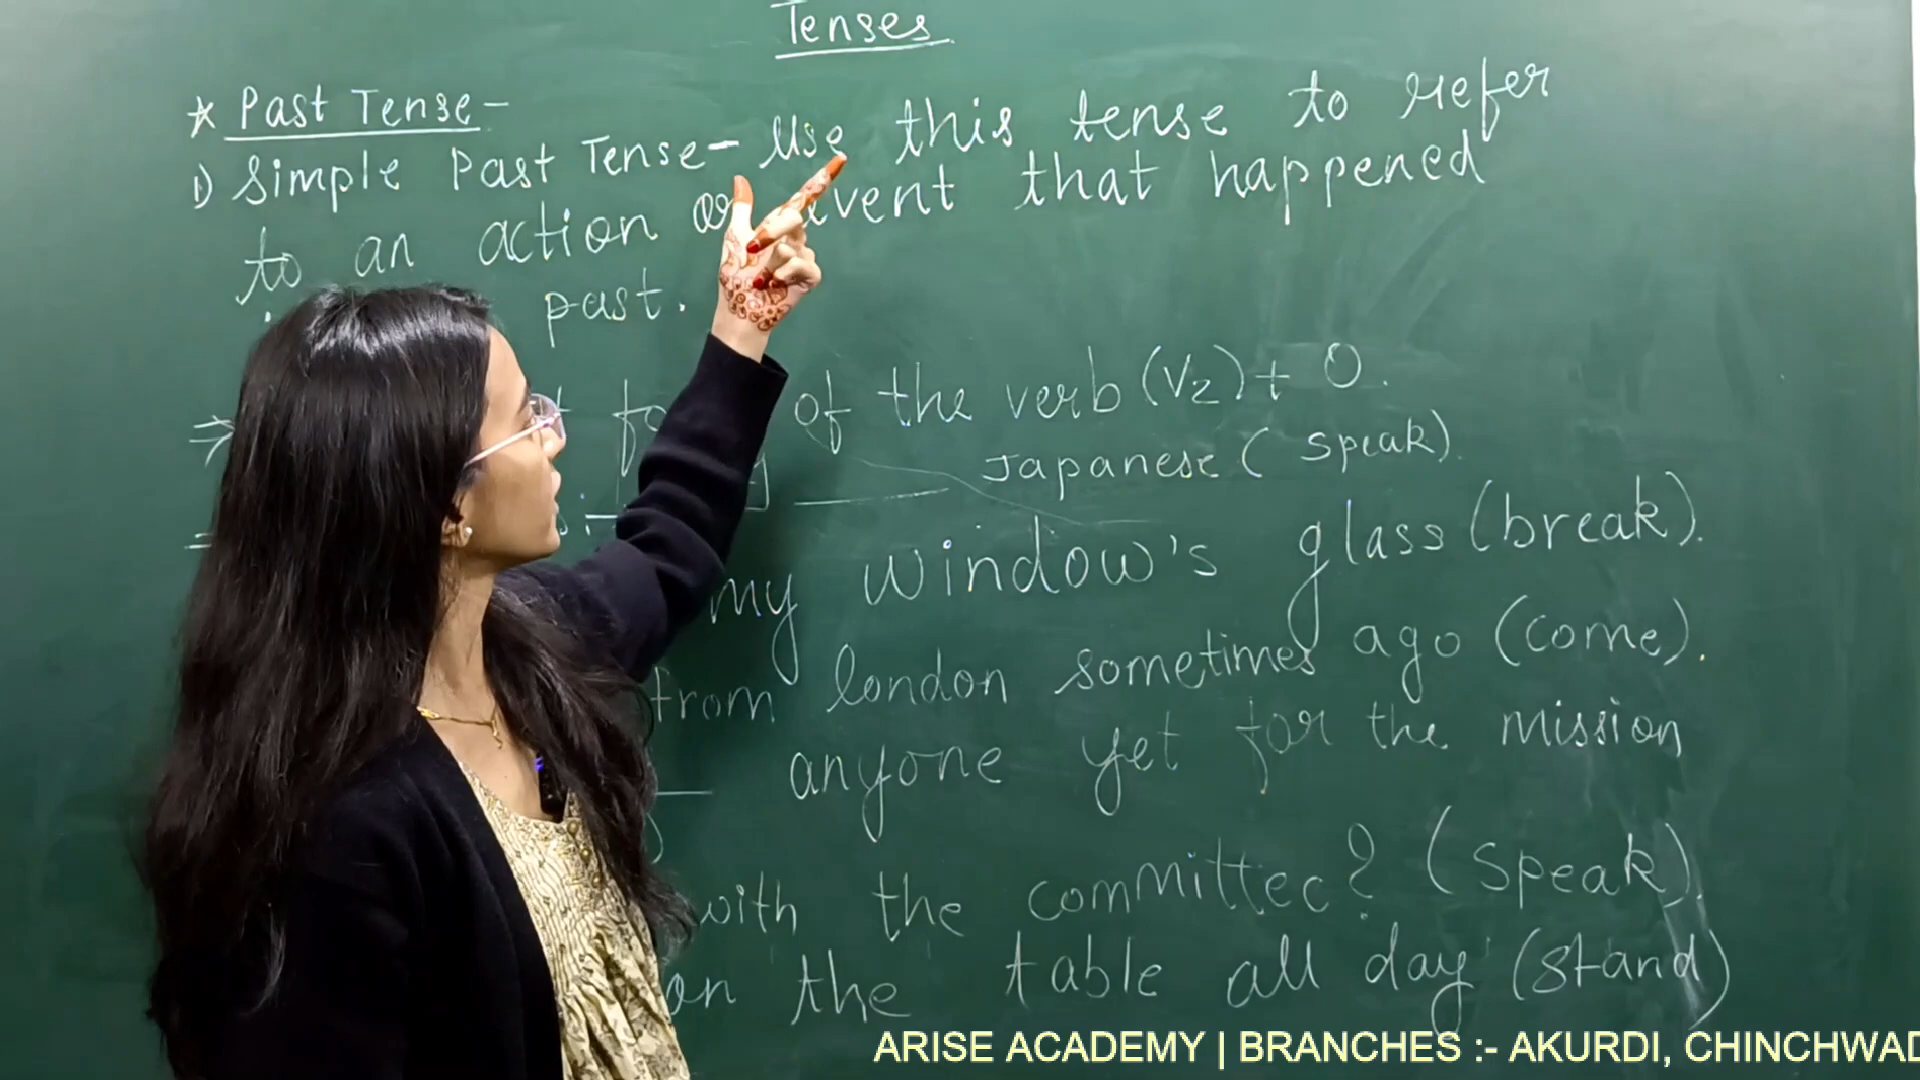 Tenses
* Past Tense-
1) Simple Past Tense- Use this tense to refer
to an action or event that happened
past.
⇒ of the verb (V2) + O.
Japanese (speak).
my window's glass (break).
from london sometimes ago (come).
anyone yet for the mission
with the committee? (speak).
on the table all day (stand)
ARISE ACADEMY | BRANCHES :- AKURDI, CHINCHWAD